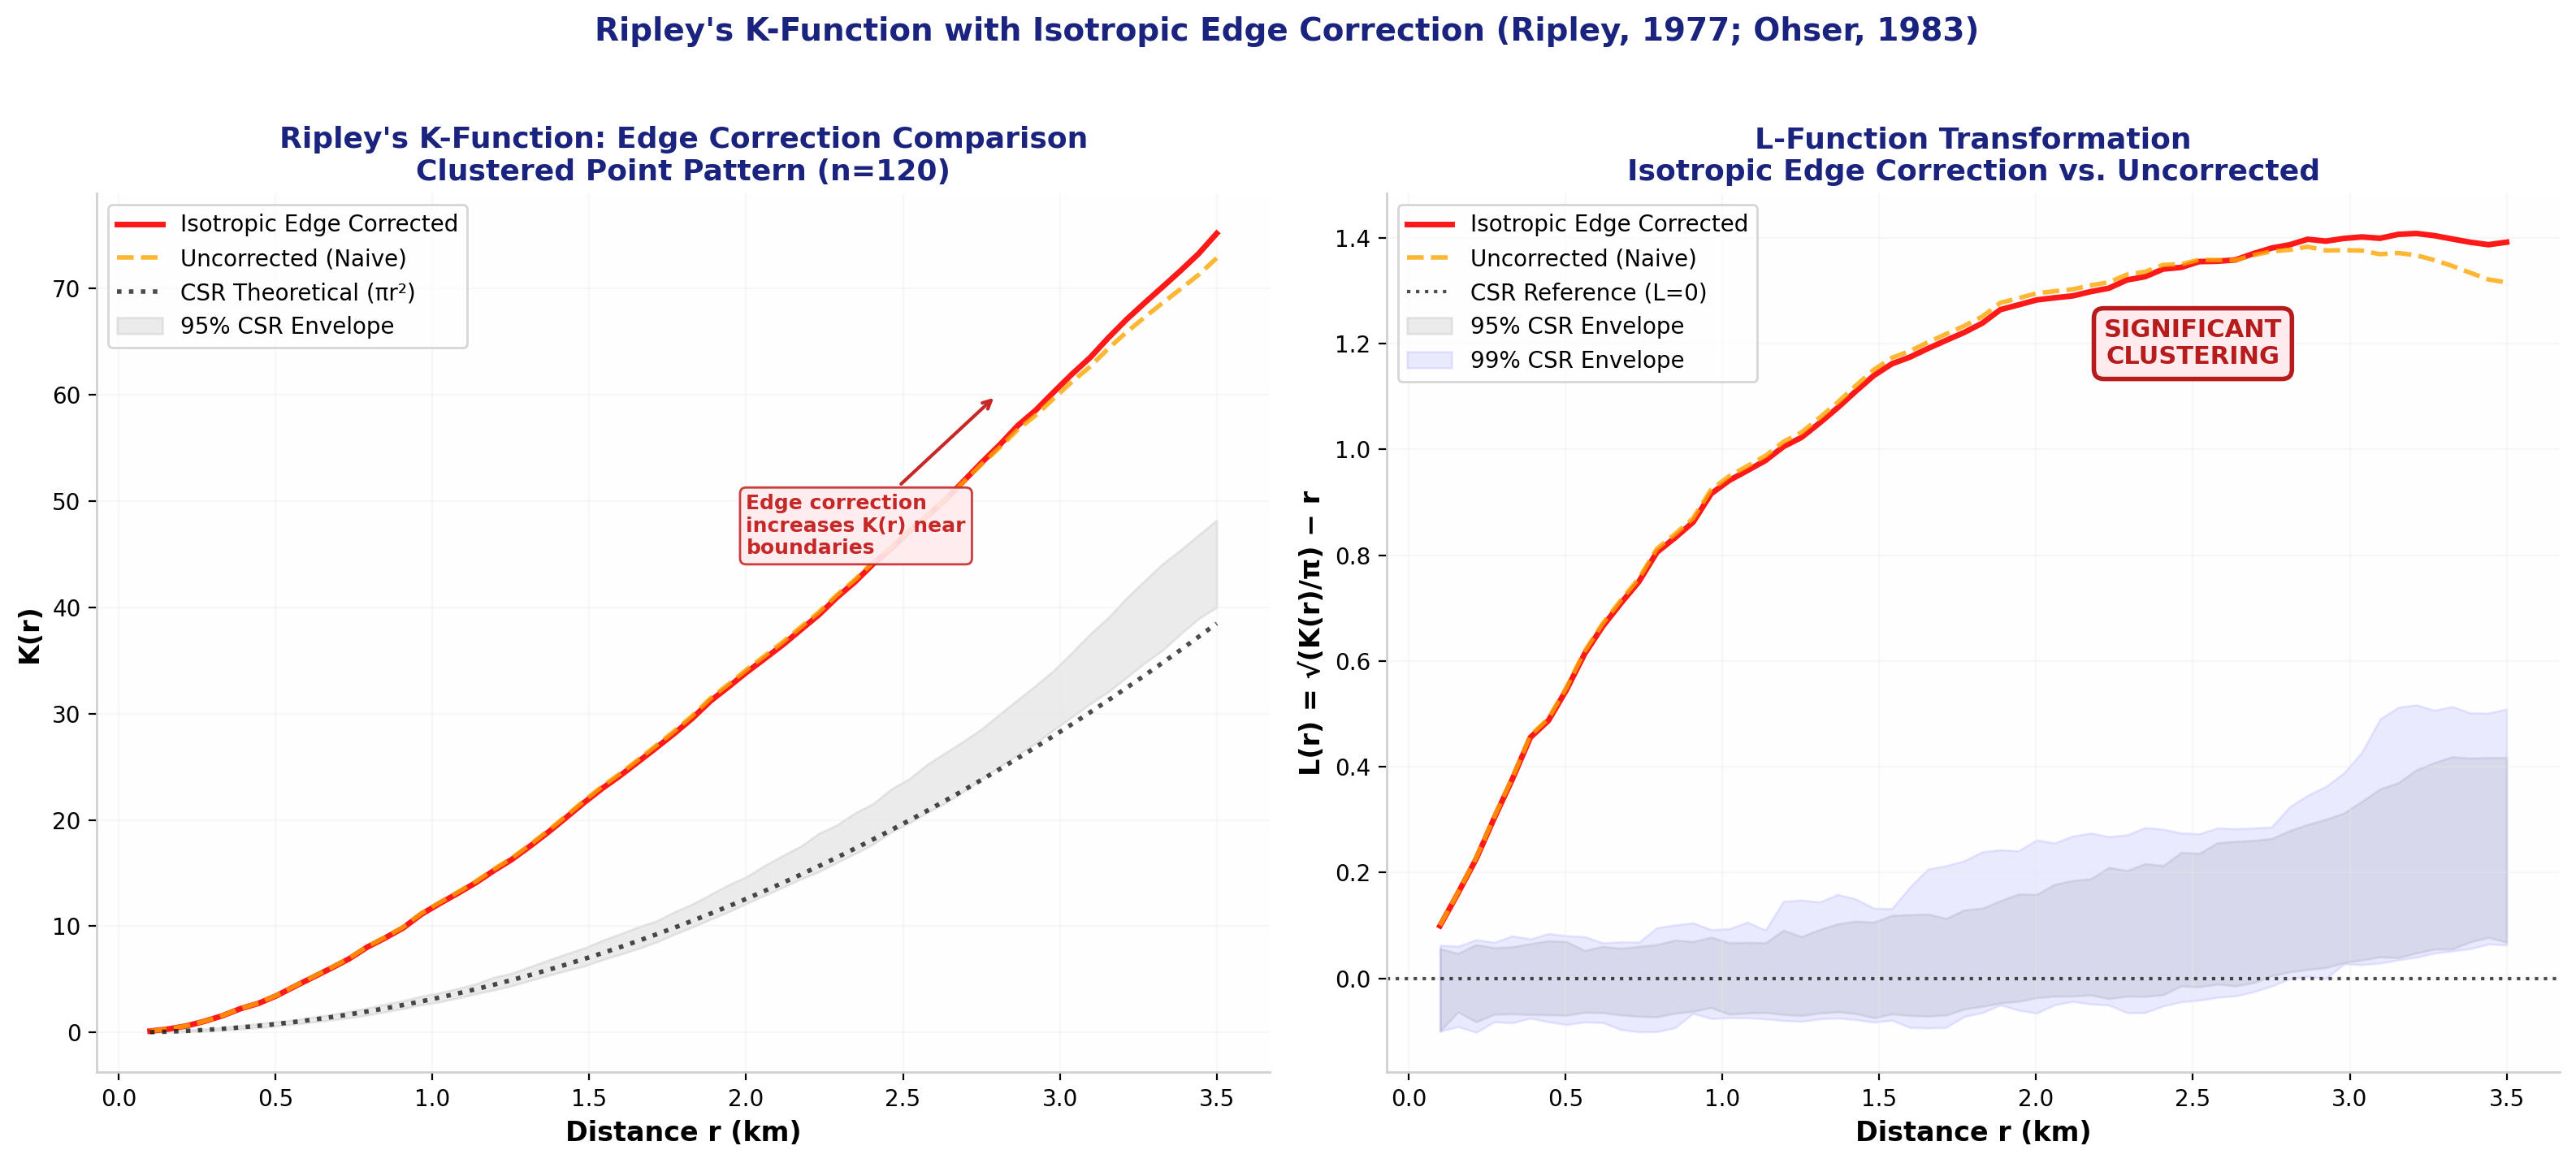 Ripley's K-Function with Isotropic Edge Correction (Ripley, 1977; Ohser, 1983)
Ripley's K-Function: Edge Correction Comparison
Clustered Point Pattern (n=120)
Isotropic Edge Corrected
Uncorrected (Naive)
CSR Theoretical (πr²)
95% CSR Envelope
Edge correction
increases K(r) near
boundaries
K(r)
70
60
50
40
30
20
10
0
0.0 0.5 1.0 1.5 2.0 2.5 3.0 3.5
Distance r (km)
L-Function Transformation
Isotropic Edge Correction vs. Uncorrected
Isotropic Edge Corrected
Uncorrected (Naive)
CSR Reference (L=0)
95% CSR Envelope
99% CSR Envelope
SIGNIFICANT
CLUSTERING
L(r) = √(K(r)/π) − r
1.4
1.2
1.0
0.8
0.6
0.4
0.2
0.0
0.0 0.5 1.0 1.5 2.0 2.5 3.0 3.5
Distance r (km)